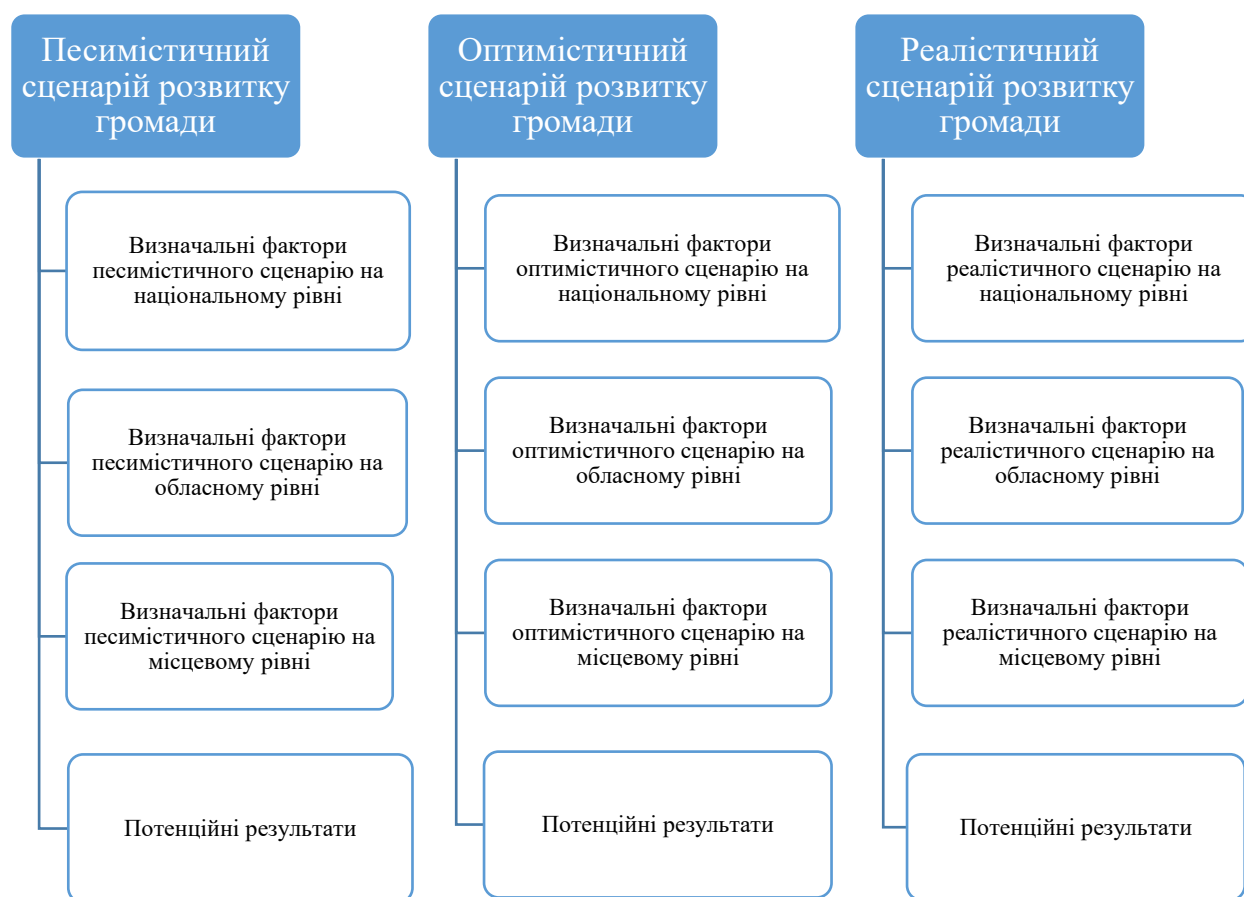 Песимістичний
сценарій розвитку
громади
Визначальні фактори
песимістичного сценарію на
національному рівні
Визначальні фактори
песимістичного сценарію на
обласному рівні
Визначальні фактори
песимістичного сценарію на
місцевому рівні
Потенційні результати
Оптимістичний
сценарій розвитку
громади
Визначальні фактори
оптимістичного сценарію на
національному рівні
Визначальні фактори
оптимістичного сценарію на
обласному рівні
Визначальні фактори
оптимістичного сценарію на
місцевому рівні
Потенційні результати
Реалістичний
сценарій розвитку
громади
Визначальні фактори
реалістичного сценарію на
національному рівні
Визначальні фактори
реалістичного сценарію на
обласному рівні
Визначальні фактори
реалістичного сценарію на
місцевому рівні
Потенційні результати